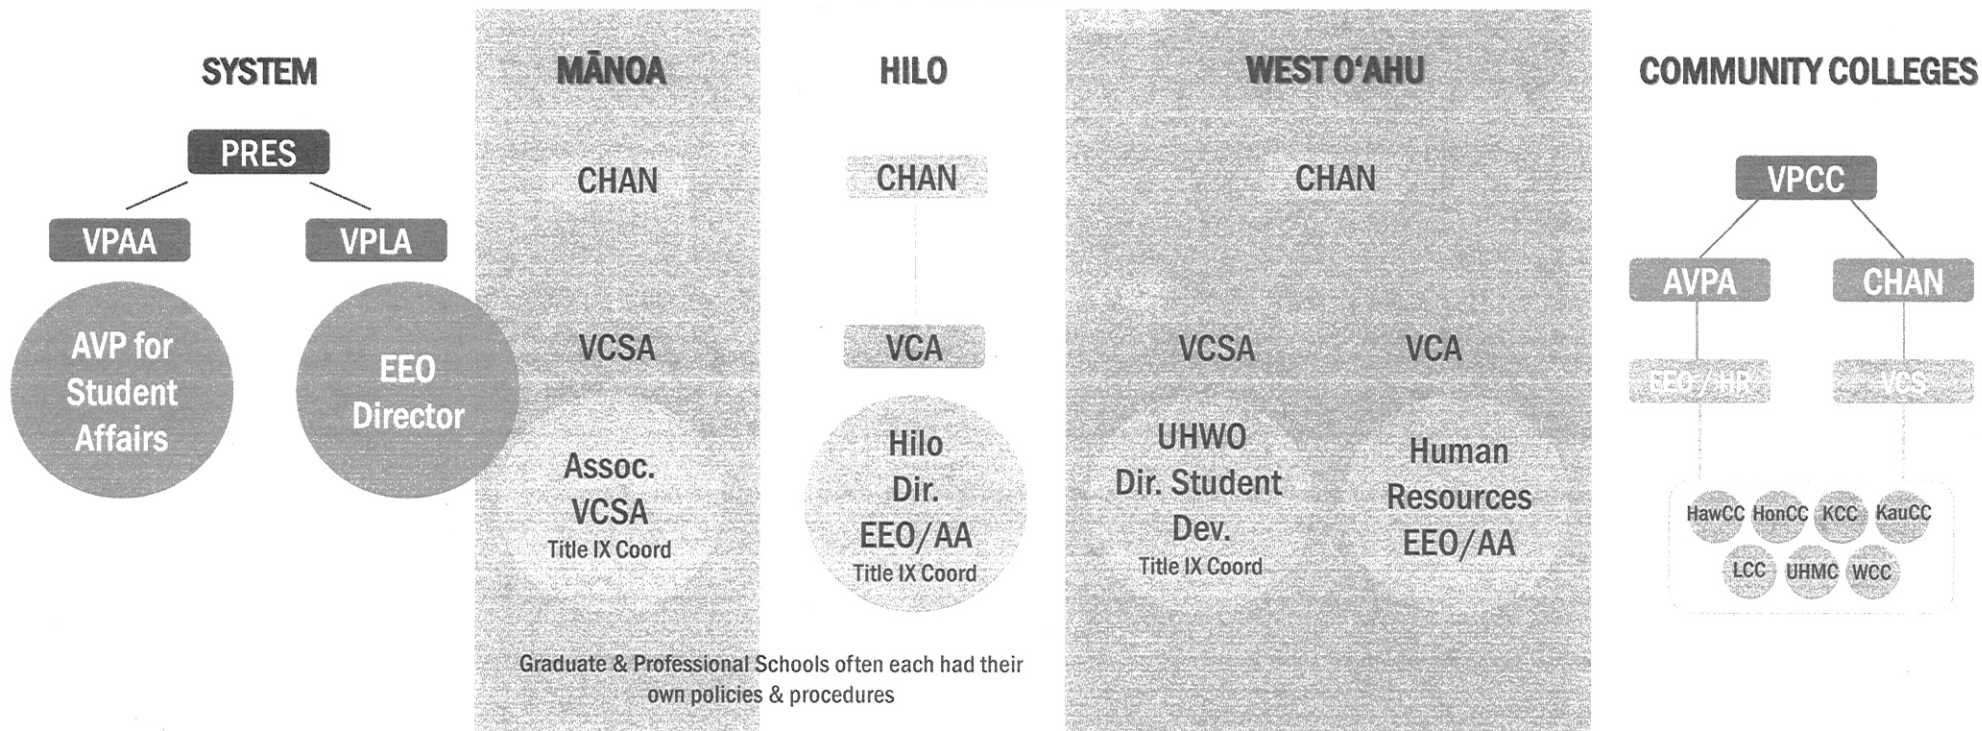 SYSTEM
PRES
VPAA
VPLA
AVP for
Student
Affairs
EEO
Director
MĀNOA
CHAN
VCSA
Assoc.
VCSA
Title IX Coord
HILO
CHAN
VCA
Hilo
Dir.
EEO/AA
Title IX Coord
Graduate & Professional Schools often each had their
own policies & procedures
WEST O‘AHU
CHAN
VCSA
VCA
UHWO
Dir. Student
Dev.
Title IX Coord
Human
Resources
EEO/AA
COMMUNITY COLLEGES
VPCC
AVPA
CHAN
EEO / HR
VCS
HawCC HonCC KCC KauCC
LCC UHMC WCC